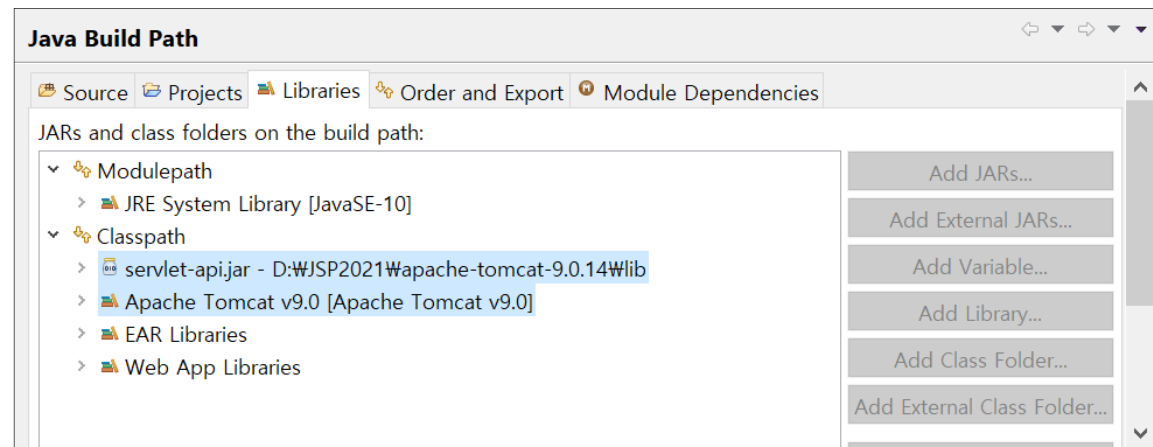 Java Build Path
Source Projects Libraries Order and Export Module Dependencies
JARs and class folders on the build path:
Modulepath
JRE System Library [JavaSE-10]
Classpath
servlet-api.jar - D:₩JSP2021₩apache-tomcat-9.0.14₩lib
Apache Tomcat v9.0 [Apache Tomcat v9.0]
EAR Libraries
Web App Libraries
Add JARs...
Add External JARs...
Add Variable...
Add Library...
Add Class Folder...
Add External Class Folder...